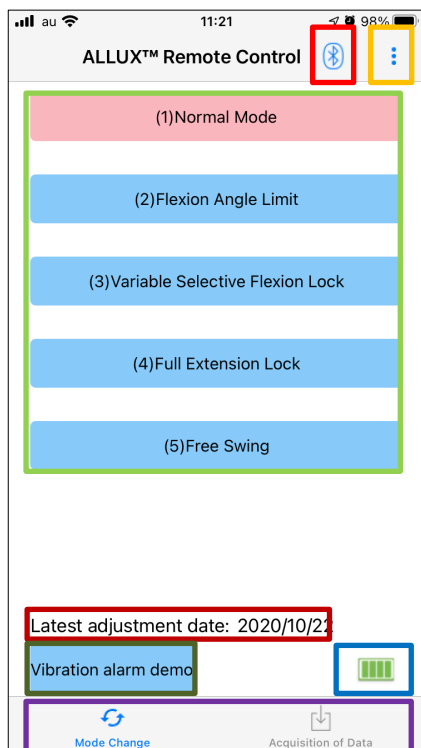 au 11:21 98%
ALLUX™ Remote Control
(1)Normal Mode
(2)Flexion Angle Limit
(3)Variable Selective Flexion Lock
(4)Full Extension Lock
(5)Free Swing
Latest adjustment date: 2020/10/22
Vibration alarm demo
Mode Change Acquisition of Data